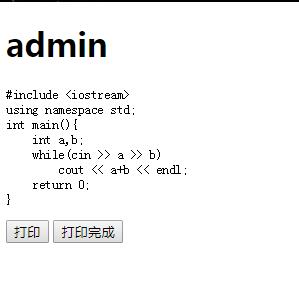 admin
#include <iostream>
using namespace std;
int main(){
    int a,b;
    while(cin >> a >> b)
        cout << a+b << endl;
    return 0;
}
打印 打印完成